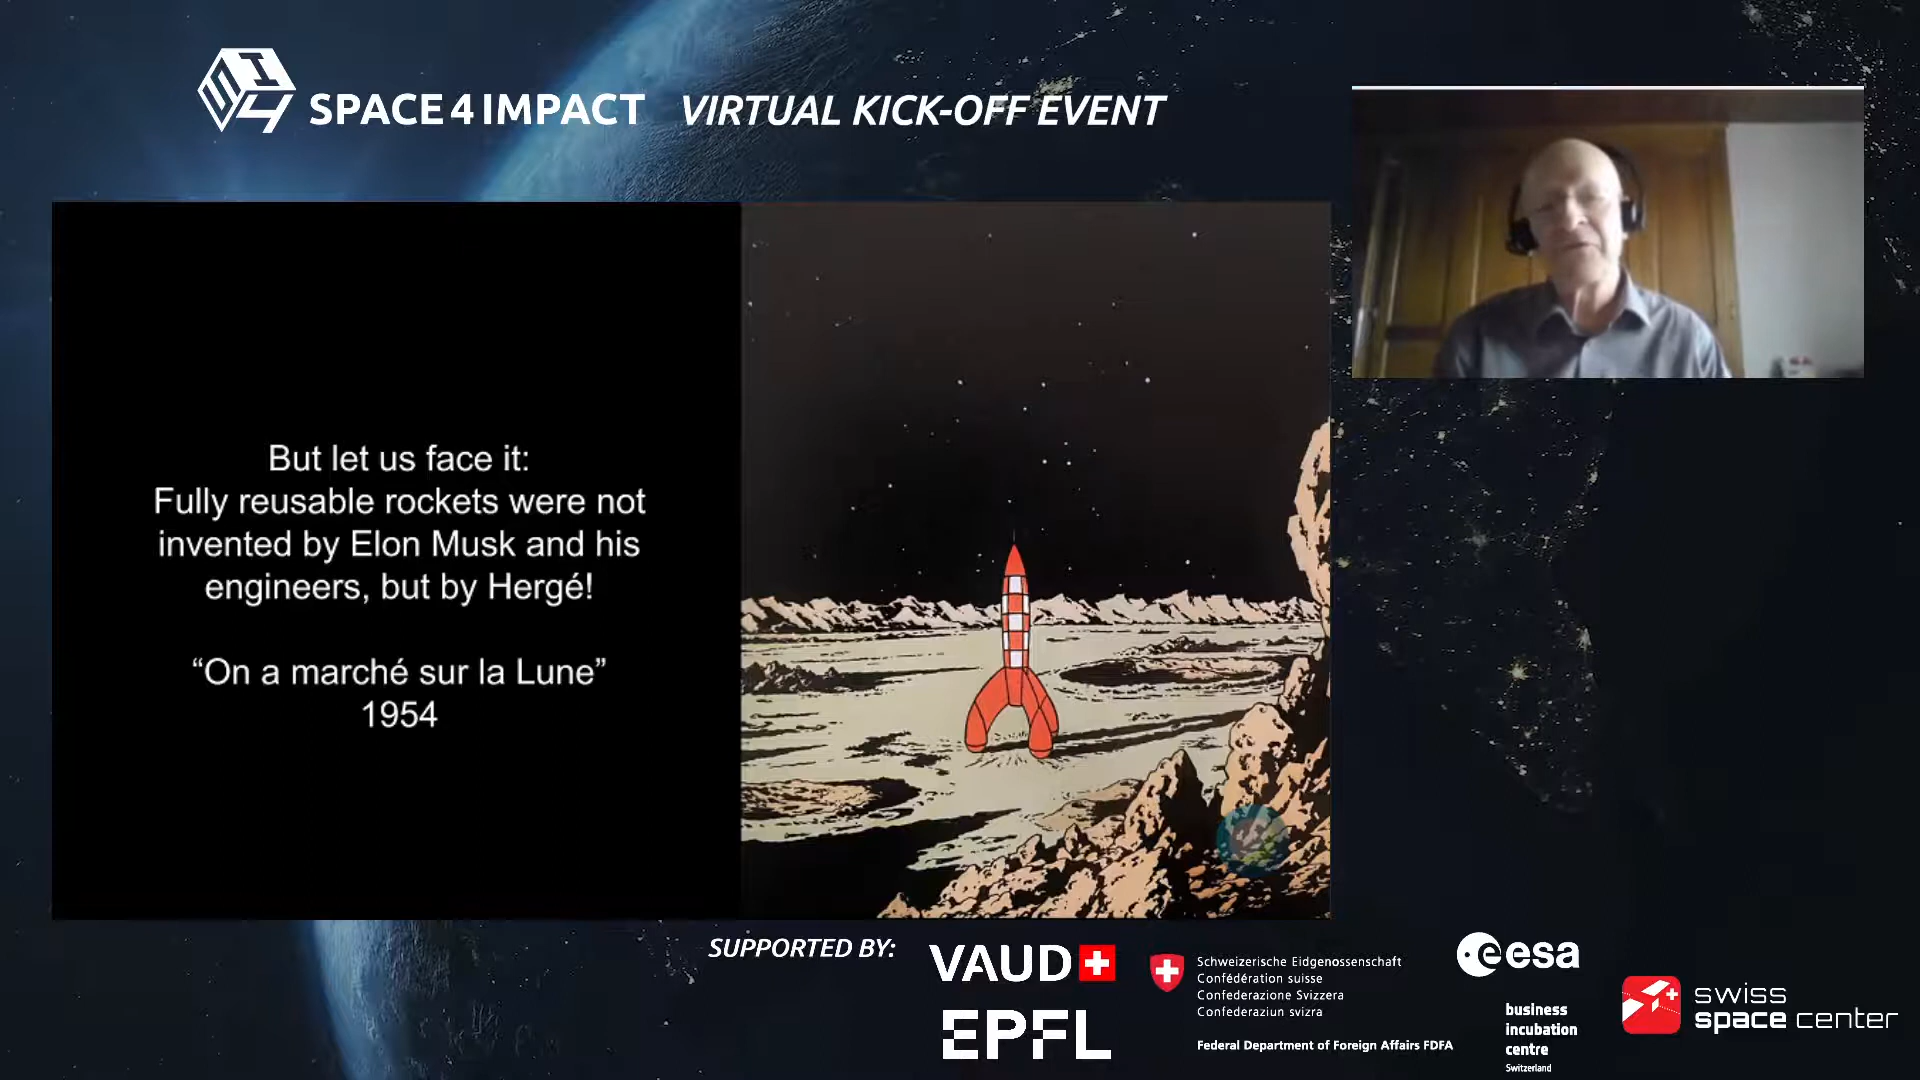 SPACE4IMPACT VIRTUAL KICK-OFF EVENT
But let us face it:
Fully reusable rockets were not
invented by Elon Musk and his
engineers, but by Hergé!
“On a marché sur la Lune”
1954
SUPPORTED BY:
VAUD
EPFL
Schweizerische Eidgenossenschaft
Confédération suisse
Confederazione Svizzera
Confederaziun svizra
Federal Department of Foreign Affairs FDFA
esa
business
incubation
centre
Switzerland
swiss
space center